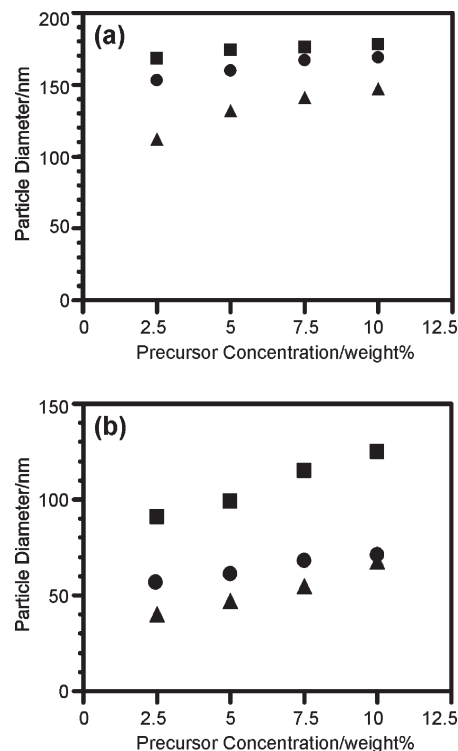 200
(a)
150
100
50
0
Particle Diameter/nm
0 2.5 5 7.5 10 12.5
Precursor Concentration/weight%
150
(b)
100
50
0
Particle Diameter/nm
0 2.5 5 7.5 10 12.5
Precursor Concentration/weight%